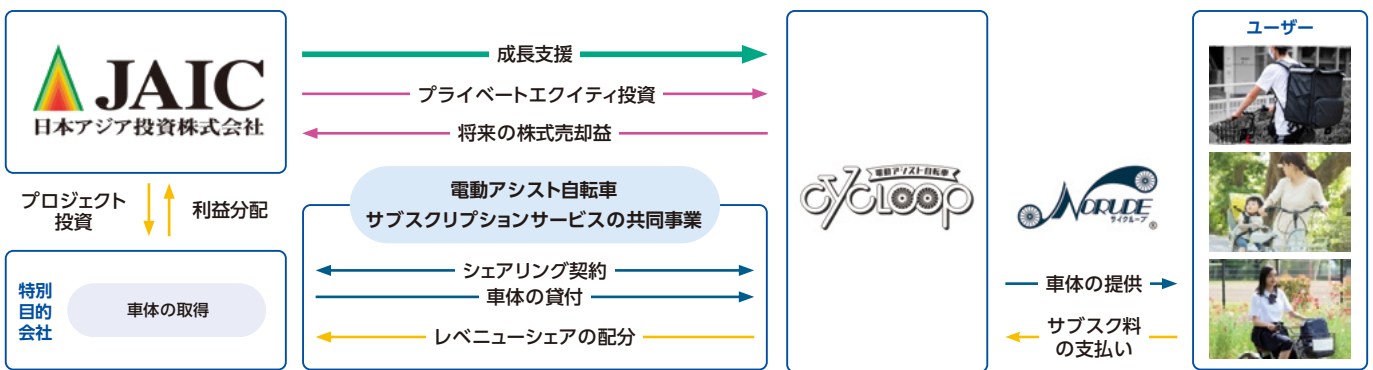 JAIC
日本アジア投資株式会社
プロジェクト
投資
利益分配
特別
目的
会社
車体の取得
成長支援
プライベートエクイティ投資
将来の株式売却益
電動アシスト自転車
サブスクリプションサービスの共同事業
シェアリング契約
車体の貸付
レベニューシェアの配分
電動アシスト自転車
CYCLOOP
NORUDE
サイクループ
®
車体の提供
サブスク料
の支払い
ユーザー